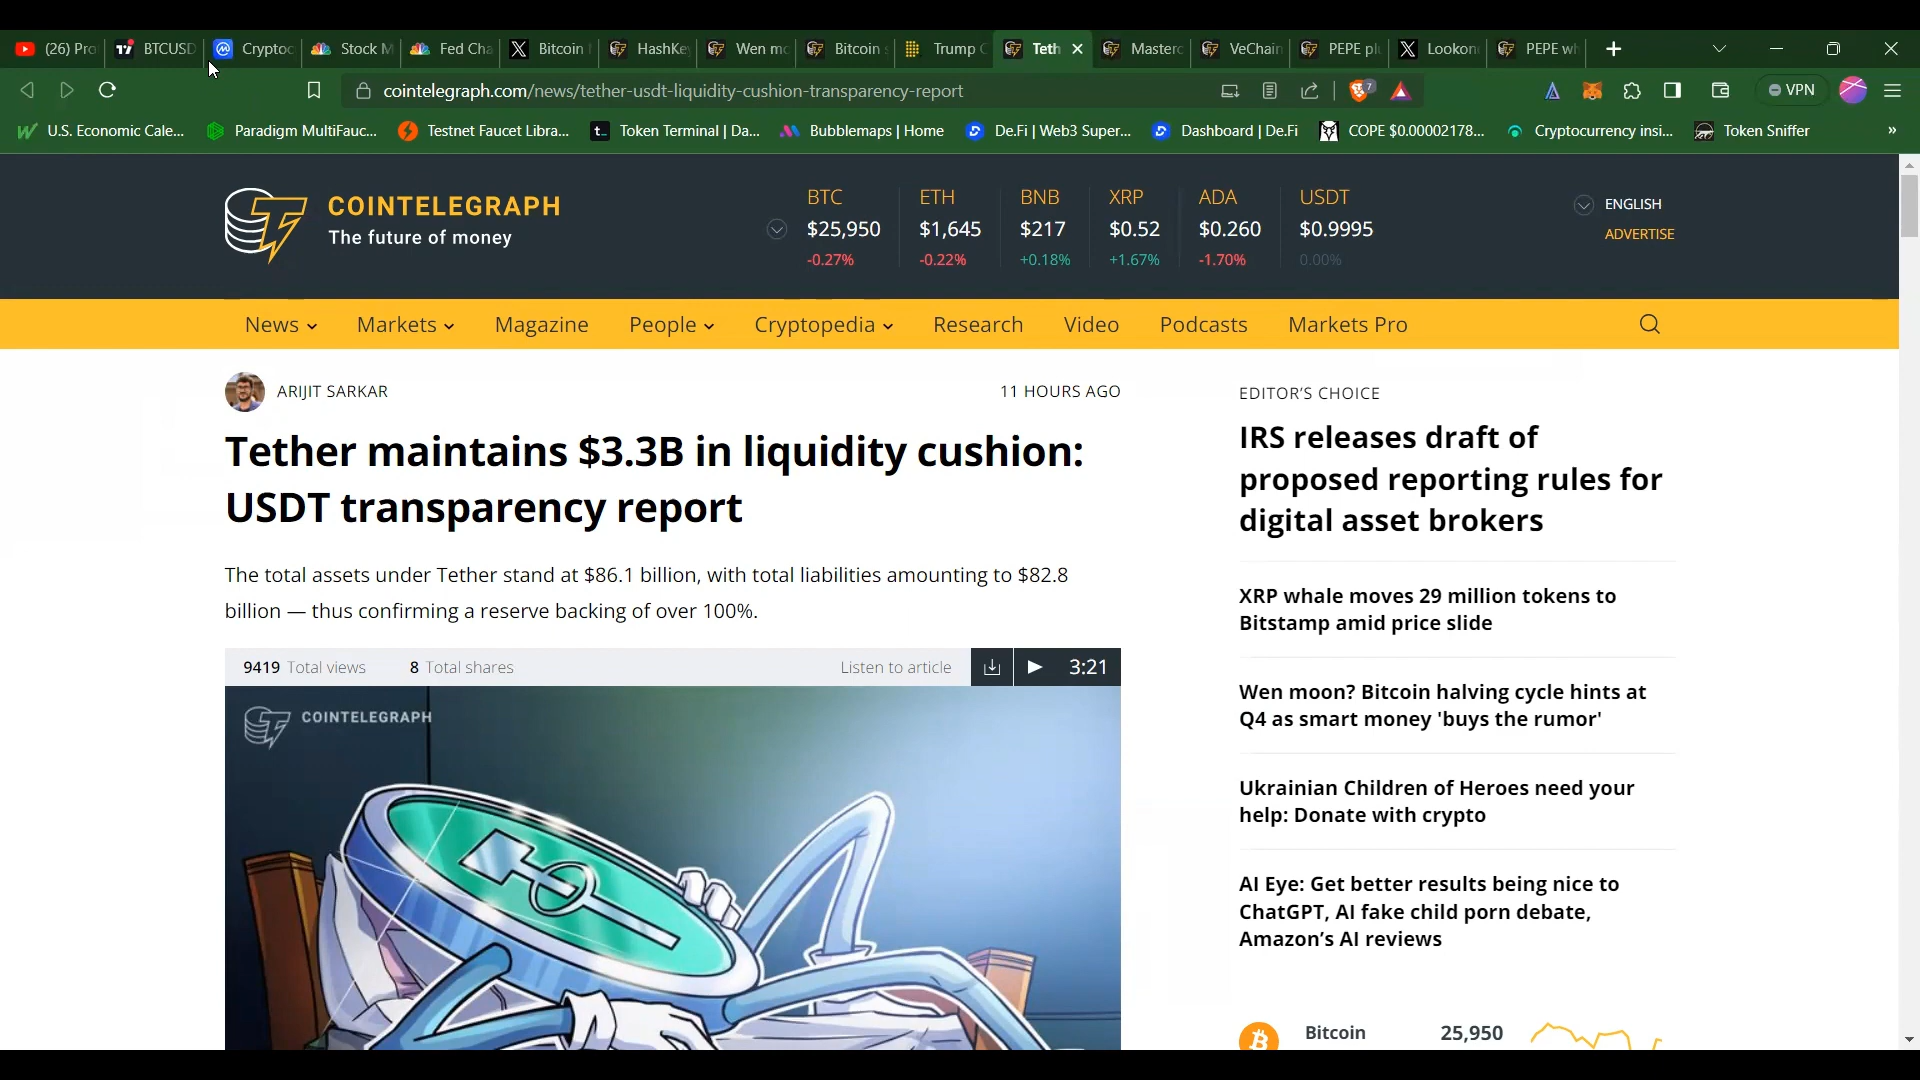 (26) Pro
BTCUSD
Cryptoc
Stock M
Fed Cha
Bitcoin
HashKey
Wen mo
Bitcoin s
Trump C
Teth
Masterc
VeChain
PEPE pl
Lookon
PEPE wh
cointelegraph.com/news/tether-usdt-liquidity-cushion-transparency-report
7
VPN
U.S. Economic Cale...
Paradigm MultiFauc...
Testnet Faucet Libra...
Token Terminal | Da...
Bubblemaps | Home
De.Fi | Web3 Super...
Dashboard | De.Fi
COPE $0.00002178...
Cryptocurrency insi...
Token Sniffer
COINTELEGRAPH
The future of money
BTC
$25,950
-0.27%
ETH
$1,645
-0.22%
BNB
$217
+0.18%
XRP
$0.52
+1.67%
ADA
$0.260
-1.70%
USDT
$0.9995
0.00%
ENGLISH
ADVERTISE
News
Markets
Magazine
People
Cryptopedia
Research
Video
Podcasts
Markets Pro
ARIJIT SARKAR
11 HOURS AGO
Tether maintains $3.3B in liquidity cushion:
USDT transparency report
The total assets under Tether stand at $86.1 billion, with total liabilities amounting to $82.8
billion — thus confirming a reserve backing of over 100%.
9419 Total views
8 Total shares
Listen to article
3:21
COINTELEGRAPH
EDITOR'S CHOICE
IRS releases draft of
proposed reporting rules for
digital asset brokers
XRP whale moves 29 million tokens to
Bitstamp amid price slide
Wen moon? Bitcoin halving cycle hints at
Q4 as smart money 'buys the rumor'
Ukrainian Children of Heroes need your
help: Donate with crypto
AI Eye: Get better results being nice to
ChatGPT, AI fake child porn debate,
Amazon's AI reviews
Bitcoin
25,950